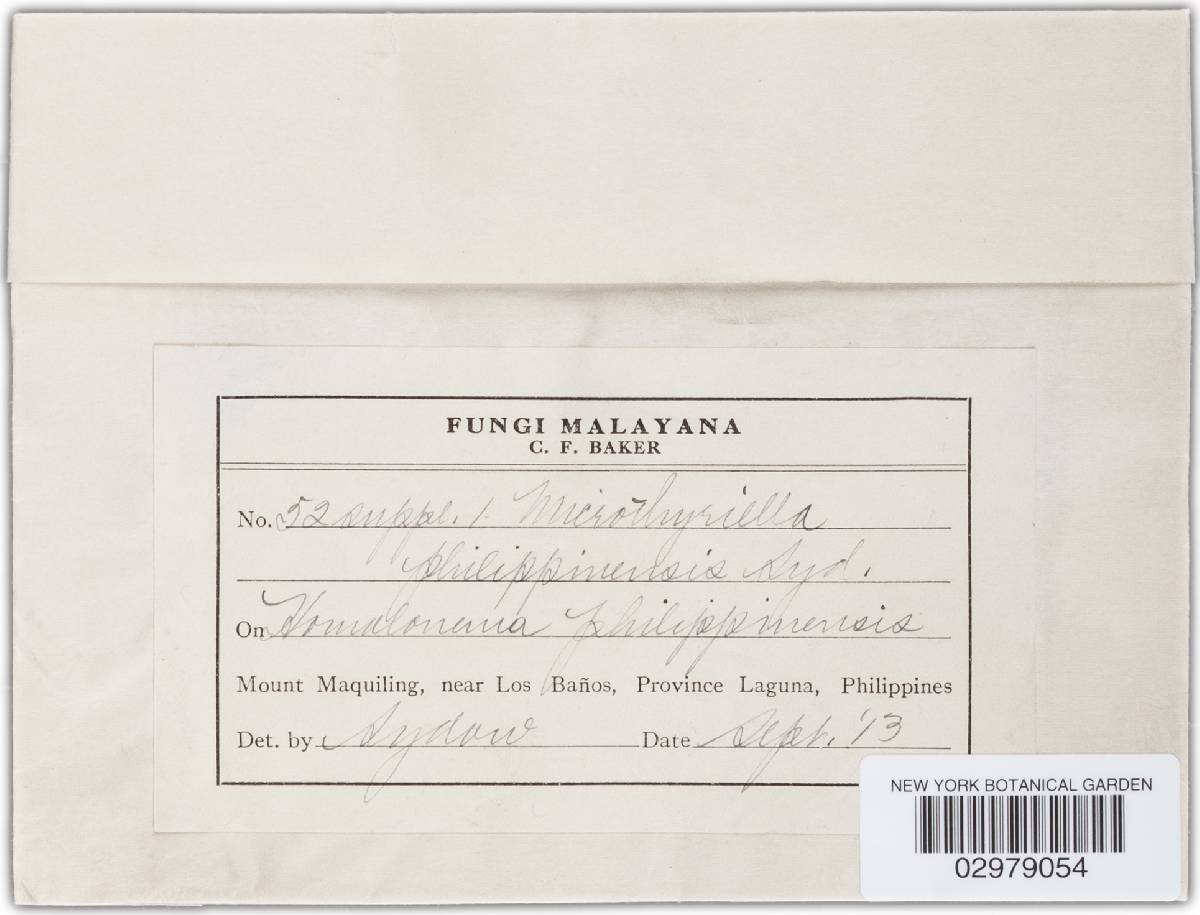 FUNGI MALAYANA
C. F. BAKER
No. 52 suppl. 1. Microthyriella
philippinensis Syd.
On Homalonema philippinensis
Mount Maquiling, near Los Baños, Province Laguna, Philippines
Det. by Sydow Date Sept. '13
NEW YORK BOTANICAL GARDEN
02979054